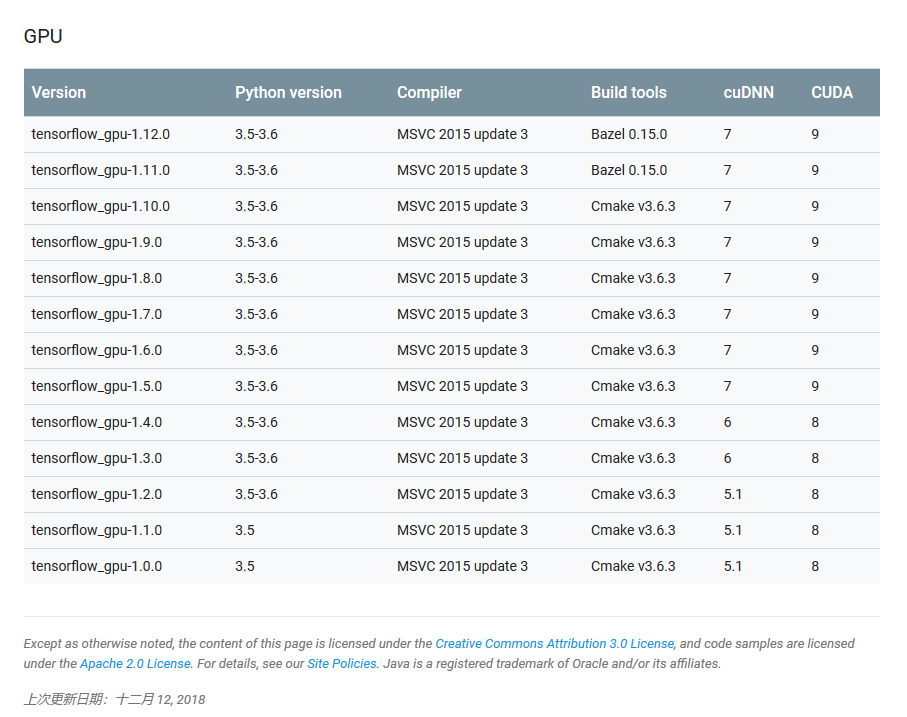 GPU
Version Python version Compiler Build tools cuDNN CUDA
tensorflow_gpu-1.12.0 3.5-3.6 MSVC 2015 update 3 Bazel 0.15.0 7 9
tensorflow_gpu-1.11.0 3.5-3.6 MSVC 2015 update 3 Bazel 0.15.0 7 9
tensorflow_gpu-1.10.0 3.5-3.6 MSVC 2015 update 3 Cmake v3.6.3 7 9
tensorflow_gpu-1.9.0 3.5-3.6 MSVC 2015 update 3 Cmake v3.6.3 7 9
tensorflow_gpu-1.8.0 3.5-3.6 MSVC 2015 update 3 Cmake v3.6.3 7 9
tensorflow_gpu-1.7.0 3.5-3.6 MSVC 2015 update 3 Cmake v3.6.3 7 9
tensorflow_gpu-1.6.0 3.5-3.6 MSVC 2015 update 3 Cmake v3.6.3 7 9
tensorflow_gpu-1.5.0 3.5-3.6 MSVC 2015 update 3 Cmake v3.6.3 7 9
tensorflow_gpu-1.4.0 3.5-3.6 MSVC 2015 update 3 Cmake v3.6.3 6 8
tensorflow_gpu-1.3.0 3.5-3.6 MSVC 2015 update 3 Cmake v3.6.3 6 8
tensorflow_gpu-1.2.0 3.5-3.6 MSVC 2015 update 3 Cmake v3.6.3 5.1 8
tensorflow_gpu-1.1.0 3.5 MSVC 2015 update 3 Cmake v3.6.3 5.1 8
tensorflow_gpu-1.0.0 3.5 MSVC 2015 update 3 Cmake v3.6.3 5.1 8
Except as otherwise noted, the content of this page is licensed under the Creative Commons Attribution 3.0 License, and code samples are licensed
under the Apache 2.0 License. For details, see our Site Policies. Java is a registered trademark of Oracle and/or its affiliates.
上次更新日期：十二月 12, 2018